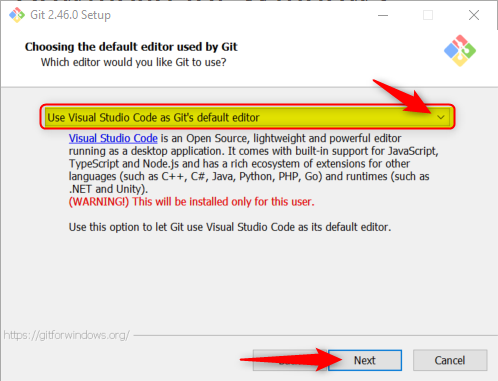 Git 2.46.0 Setup
Choosing the default editor used by Git
Which editor would you like Git to use?
Use Visual Studio Code as Git's default editor
Visual Studio Code is an Open Source, lightweight and powerful editor
running as a desktop application. It comes with built-in support for JavaScript,
TypeScript and Node.js and has a rich ecosystem of extensions for other
languages (such as C++, C#, Java, Python, PHP, Go) and runtimes (such as
.NET and Unity).
(WARNING!) This will be installed only for this user.
Use this option to let Git use Visual Studio Code as its default editor.
https://gitforwindows.org/
Next
Cancel